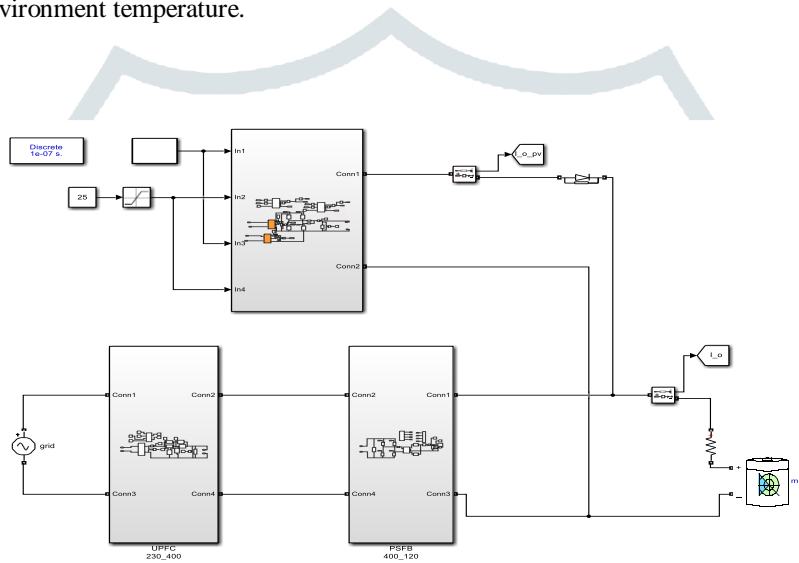 vironment temperature.
Discrete
1e-07 s.
25
In1
In2
In3
In4
Conn1
Conn2
I_o_pv
I_o
Conn1
Conn2
Conn3
Conn4
UPFC
230_400
Conn2
Conn1
Conn4
Conn3
PSFB
400_120
+
grid
+
_
m